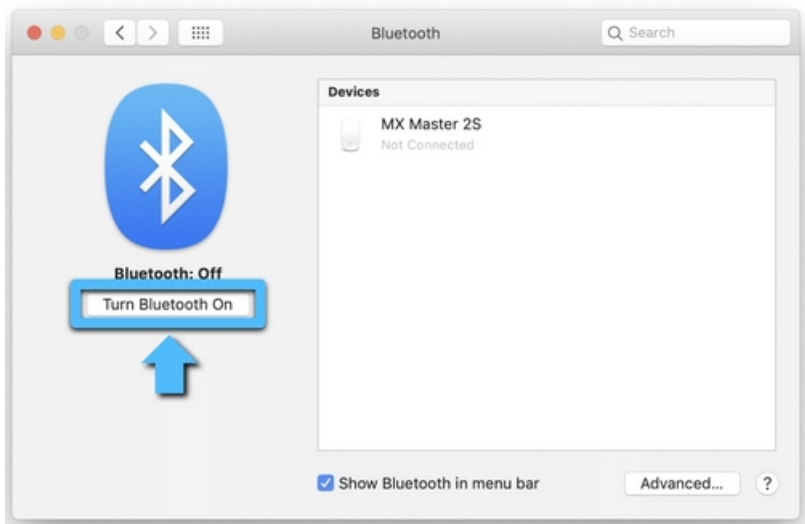 Bluetooth
Search
Devices
MX Master 2S
Not Connected
Bluetooth: Off
Turn Bluetooth On
Show Bluetooth in menu bar
Advanced...
?